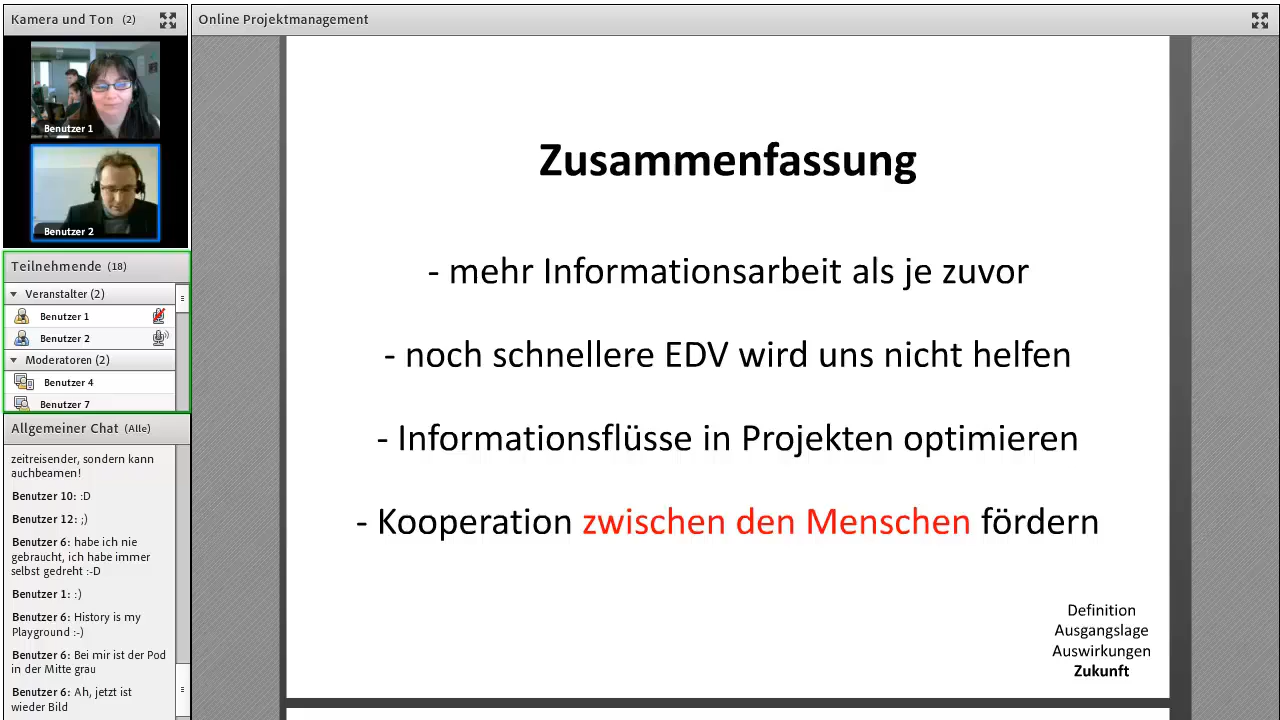 Kamera und Ton (2)
Benutzer 1
Benutzer 2
Teilnehmende (18)
Veranstalter (2)
Benutzer 1
Benutzer 2
Moderatoren (2)
Benutzer 4
Benutzer 7
Allgemeiner Chat (Alle)
zeitreisender, sondern kann
auchbeamen!
Benutzer 10: :D
Benutzer 12: ;)
Benutzer 6: habe ich nie
gebraucht, ich habe immer
selbst gedreht :-D
Benutzer 1: :)
Benutzer 6: History is my
Playground :-)
Benutzer 6: Bei mir ist der Pod
in der Mitte grau
Benutzer 6: Ah, jetzt ist
wieder Bild
Online Projektmanagement
Zusammenfassung
- mehr Informationsarbeit als je zuvor
- noch schnellere EDV wird uns nicht helfen
- Informationsflüsse in Projekten optimieren
- Kooperation zwischen den Menschen fördern
Definition
Ausgangslage
Auswirkungen
Zukunft